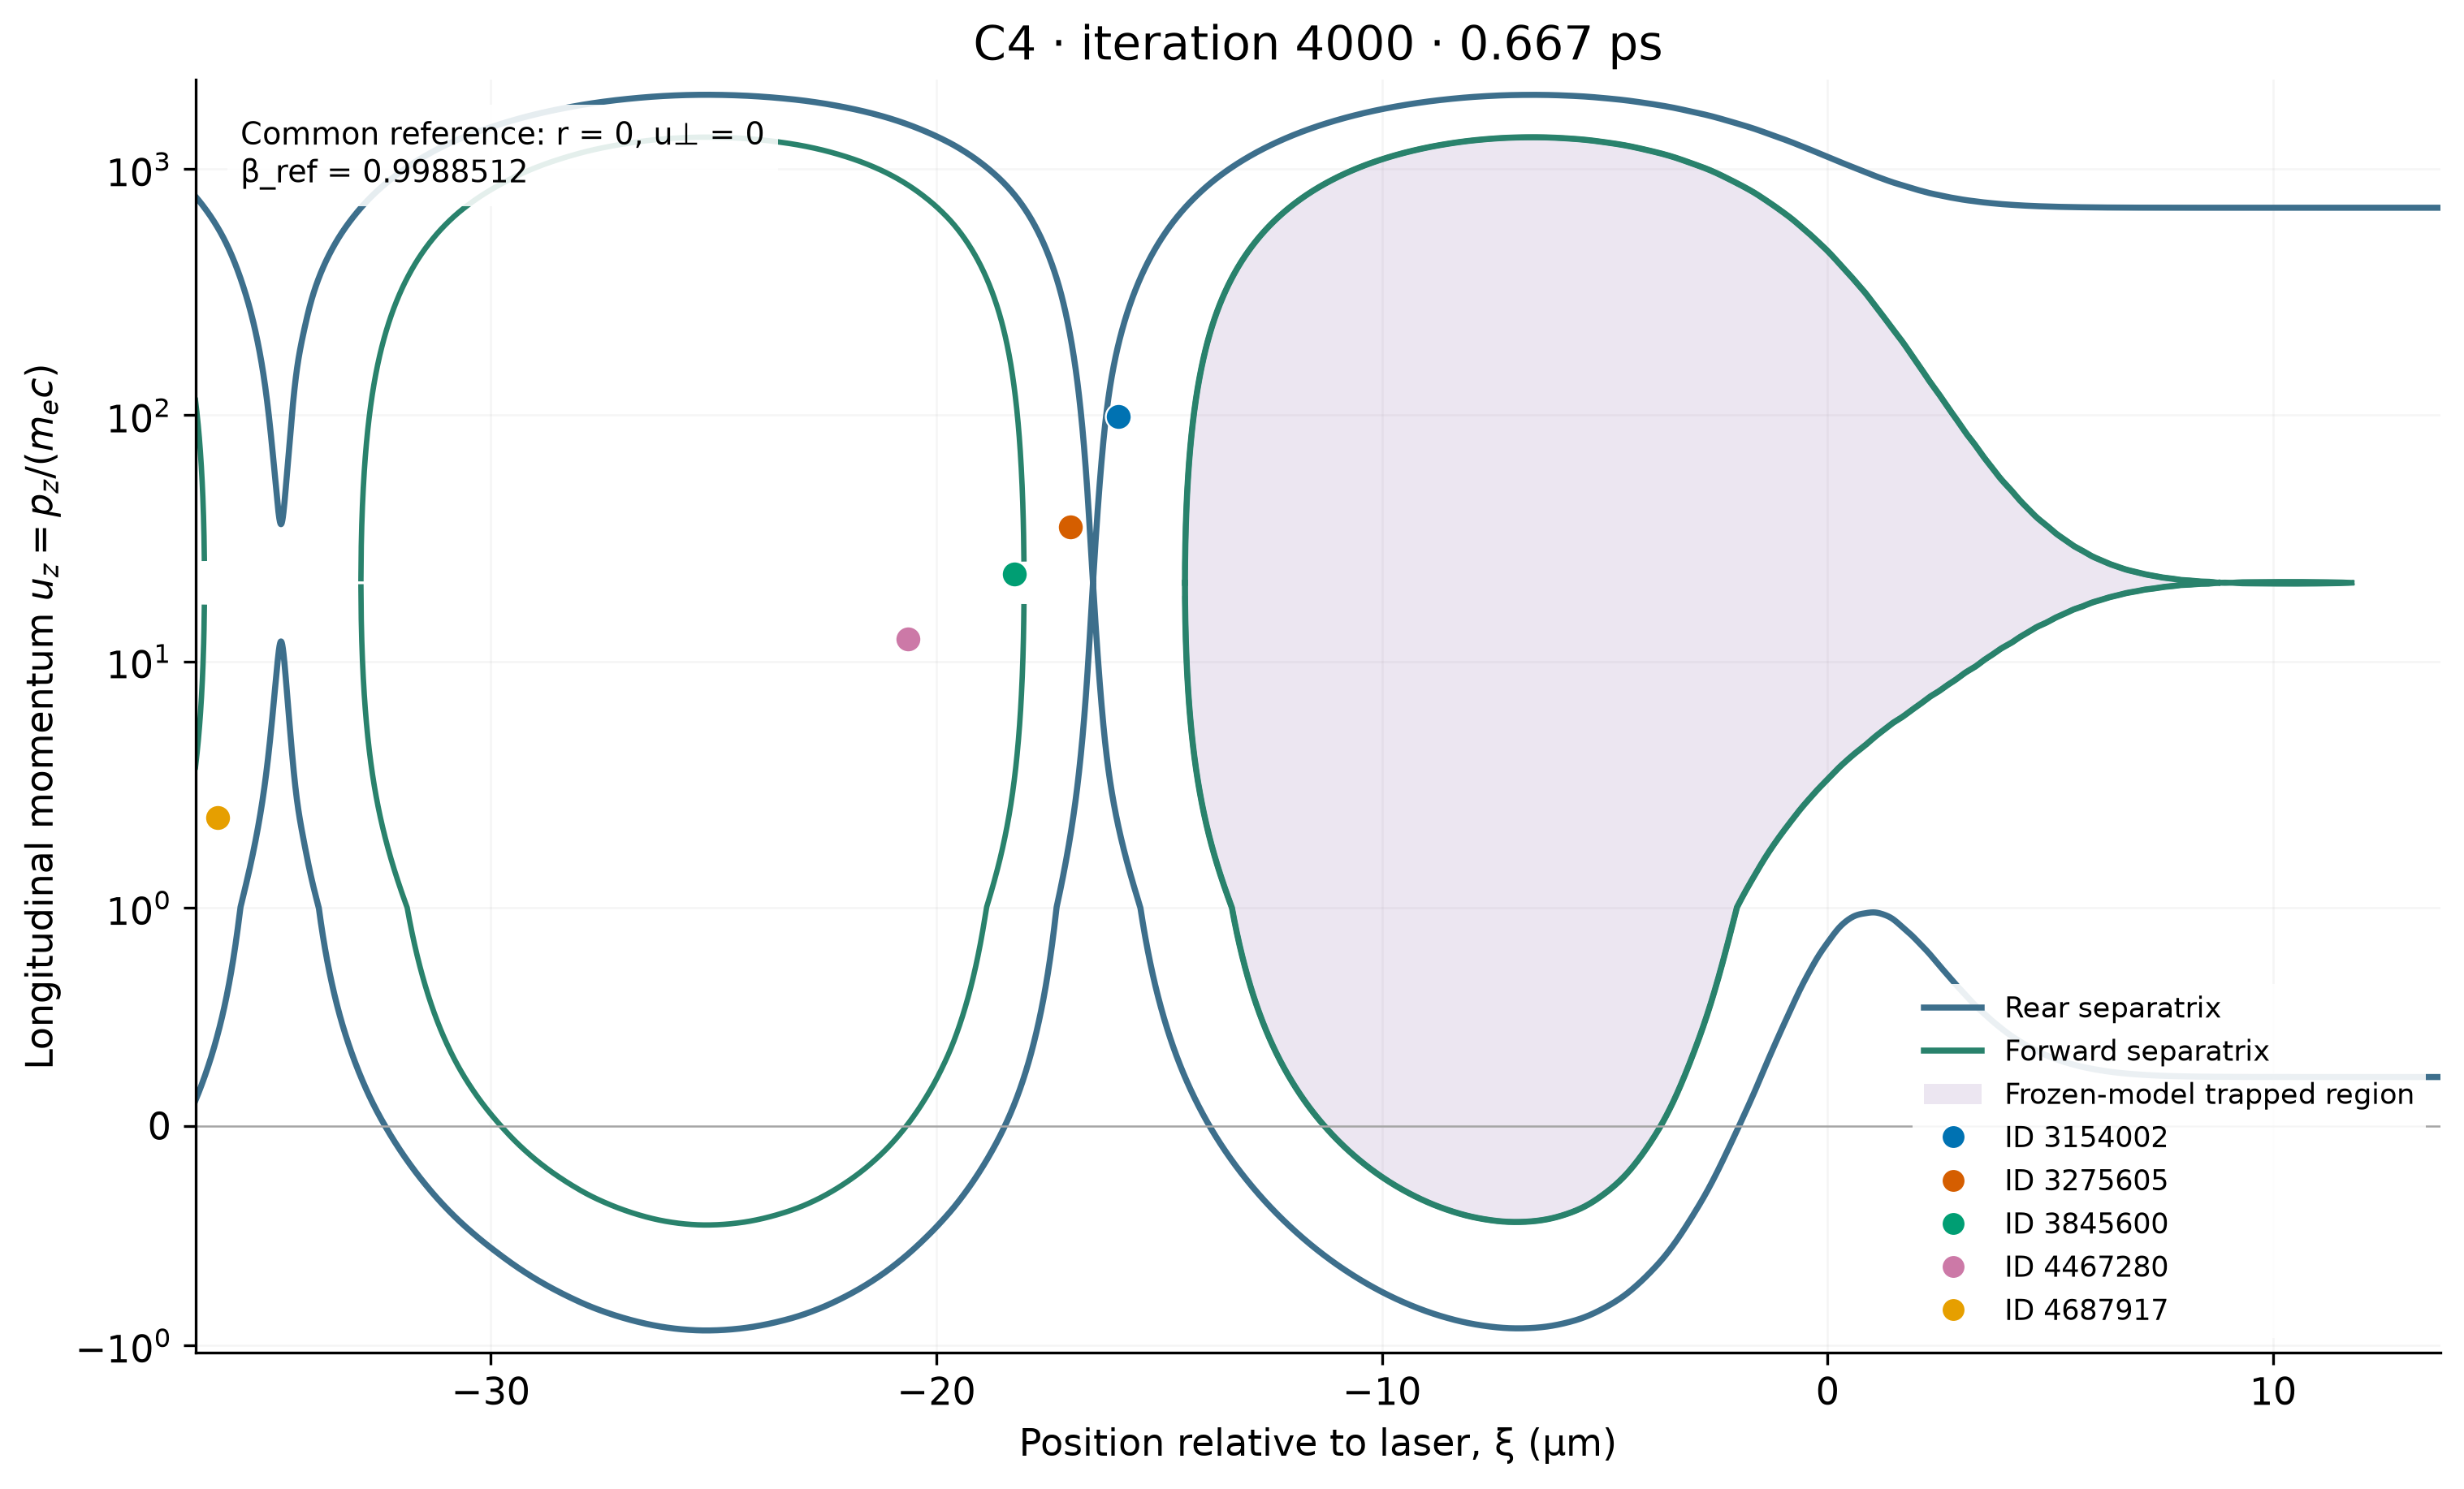 C4 · iteration 4000 · 0.667 ps
Common reference: r = 0, u⊥ = 0
β_ref = 0.9988512
Longitudinal momentum u_z = p_z/(m_e c)
10³
10²
10¹
10⁰
0
−10⁰
Rear separatrix
Forward separatrix
Frozen-model trapped region
ID 3154002
ID 3275605
ID 3845600
ID 4467280
ID 4687917
−30 −20 −10 0 10
Position relative to laser, ξ (μm)